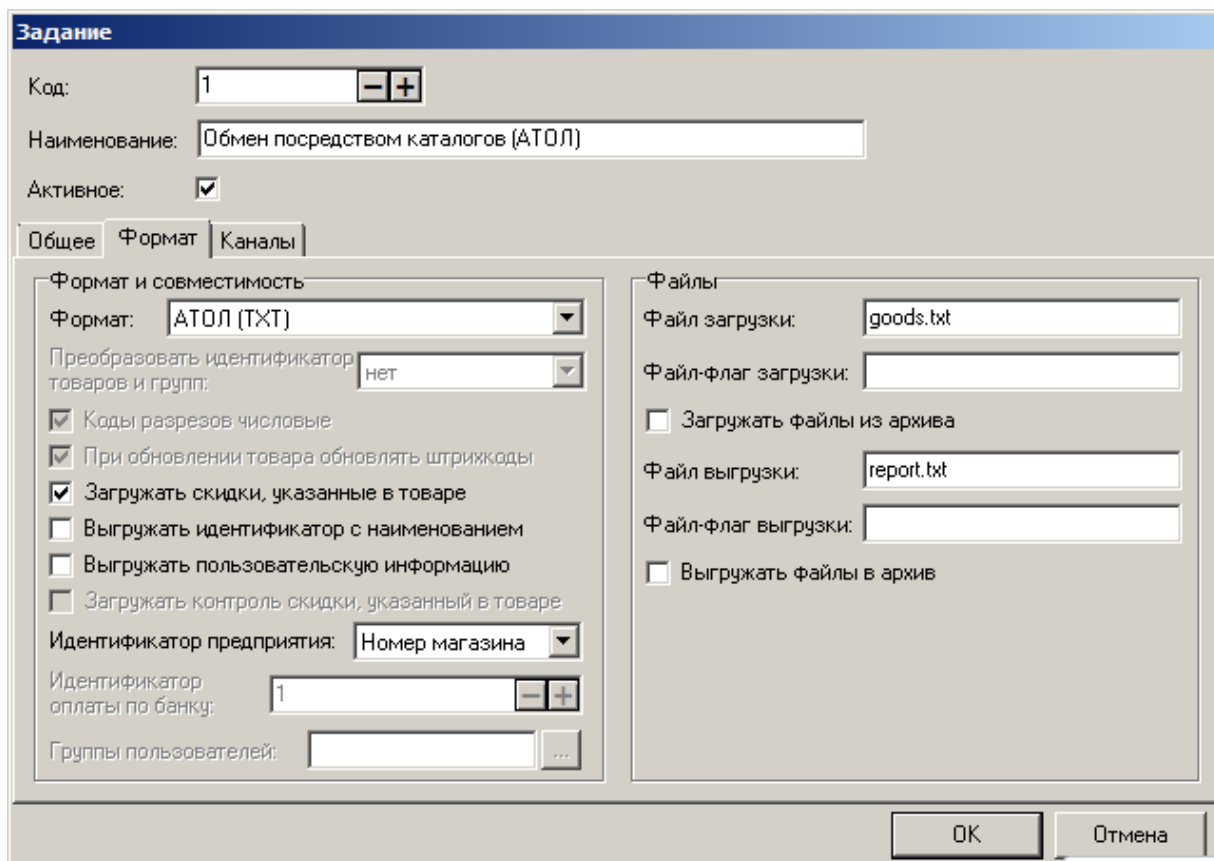 Задание
Код: 1
Наименование: Обмен посредством каталогов (АТОЛ)
Активное:
Общее Формат Каналы
Формат и совместимость
Формат: АТОЛ (TXT)
Преобразовать идентификатор
товаров и групп: нет
Коды разрезов числовые
При обновлении товара обновлять штрихкоды
Загружать скидки, указанные в товаре
Выгружать идентификатор с наименованием
Выгружать пользовательскую информацию
Загружать контроль скидки, указанный в товаре
Идентификатор предприятия: Номер магазина
Идентификатор
оплаты по банку: 1
Группы пользователей: ...
Файлы
Файл загрузки: goods.txt
Файл-флаг загрузки:
Загружать файлы из архива
Файл выгрузки: report.txt
Файл-флаг выгрузки:
Выгружать файлы в архив
OK Отмена